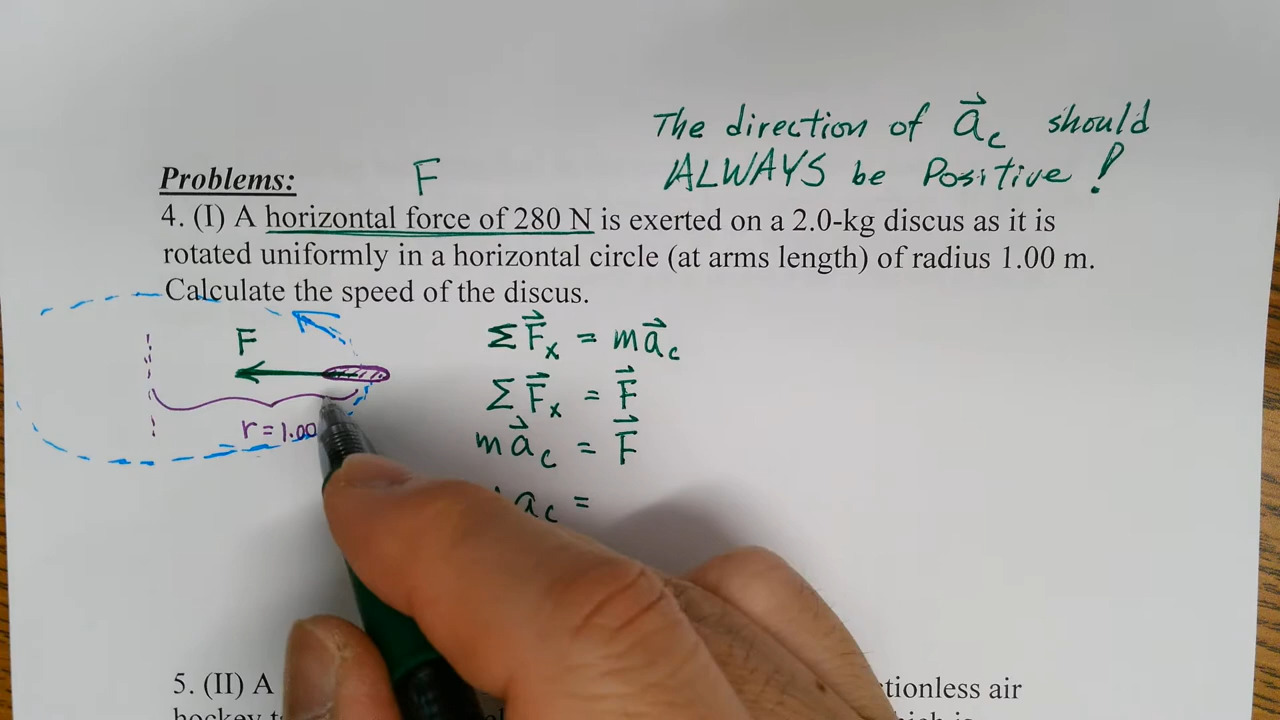 The direction of a⃗c should
ALWAYS be Positive!
Problems:
F
4. (I) A horizontal force of 280 N is exerted on a 2.0-kg discus as it is
rotated uniformly in a horizontal circle (at arms length) of radius 1.00 m.
Calculate the speed of the discus.
F
r = 1.00
ΣF⃗x = ma⃗c
ΣF⃗x = F⃗
ma⃗c = F⃗
ac =
5. (II) A tionless air
hockey